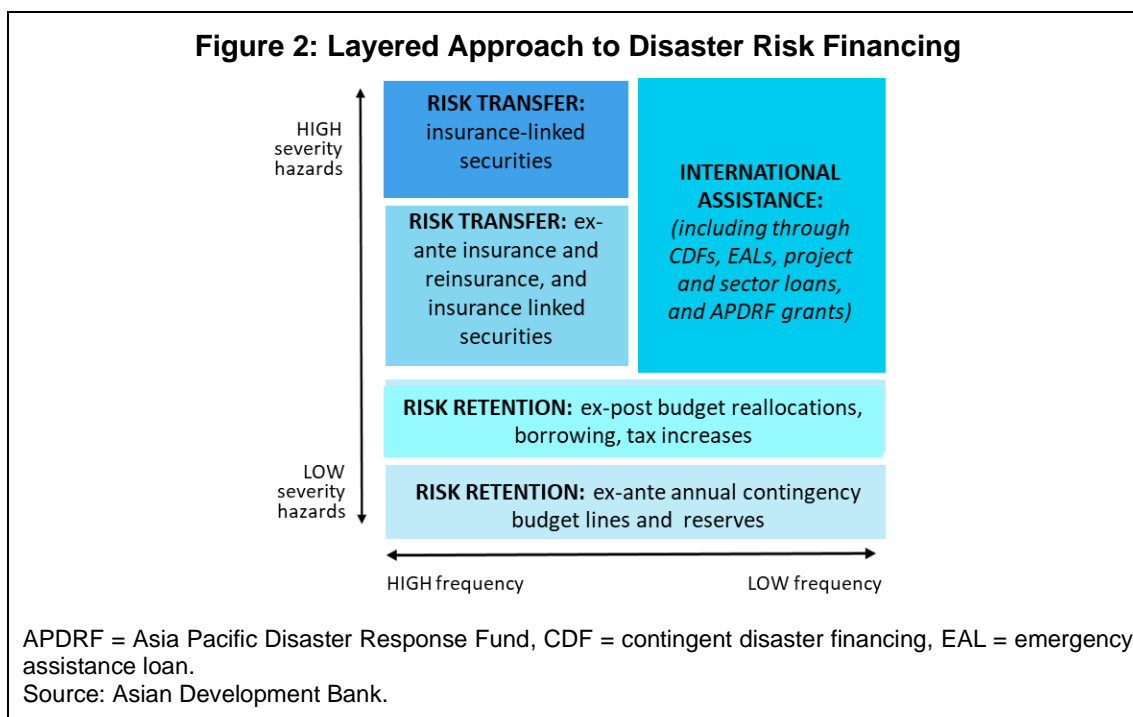 Figure 2: Layered Approach to Disaster Risk Financing
HIGH
severity
hazards
RISK TRANSFER:
insurance-linked
securities
RISK TRANSFER: ex-
ante insurance and
reinsurance, and
insurance linked
securities
INTERNATIONAL
ASSISTANCE:
(including through
CDFs, EALs, project
and sector loans,
and APDRF grants)
RISK RETENTION: ex-post budget reallocations,
borrowing, tax increases
LOW
severity
hazards
RISK RETENTION: ex-ante annual contingency
budget lines and reserves
HIGH frequency
LOW frequency
APDRF = Asia Pacific Disaster Response Fund, CDF = contingent disaster financing, EAL = emergency
assistance loan.
Source: Asian Development Bank.